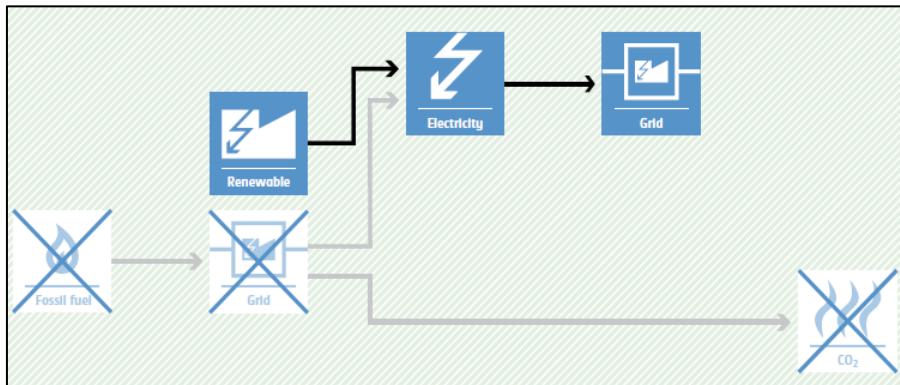 Electricity
Grid
Renewable
Fossil fuel
Grid
CO₂